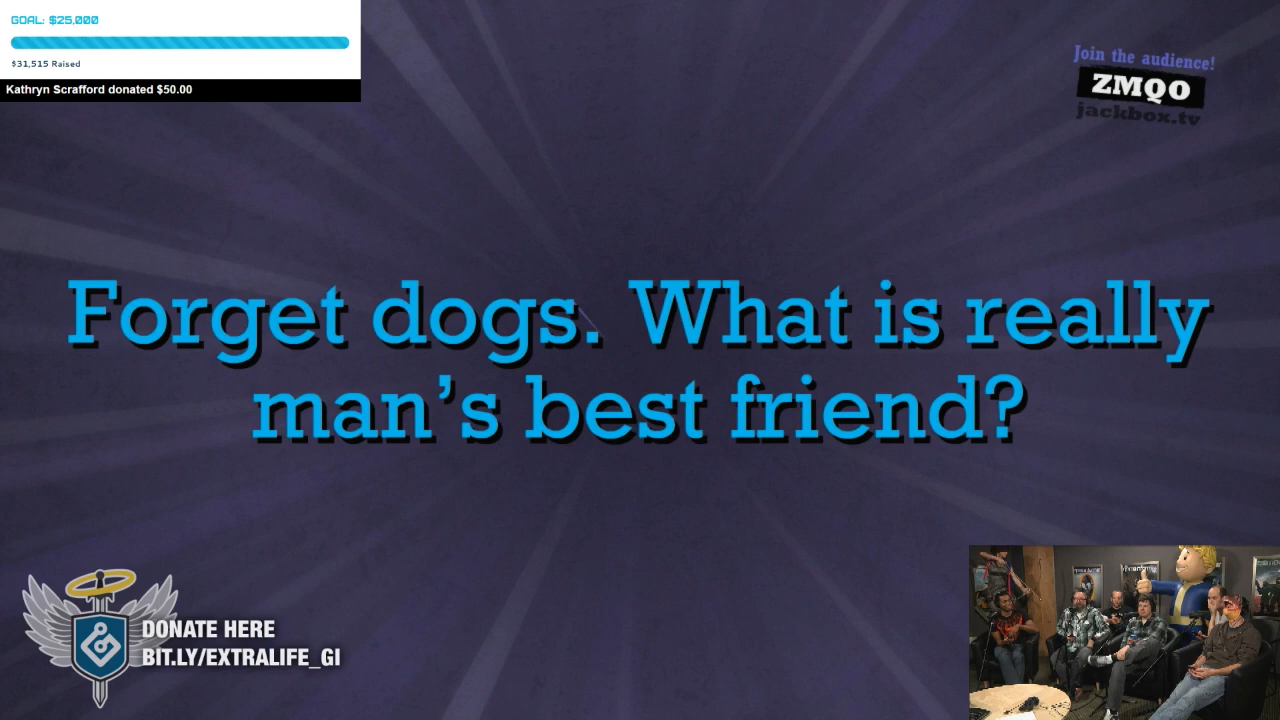 GOAL: $25,000
$31,515 Raised
Kathryn Scrafford donated $50.00
Join the audience!
ZMQO
jackbox.tv
Forget dogs. What is really
man's best friend?
DONATE HERE
BIT.LY/EXTRALIFE_GI